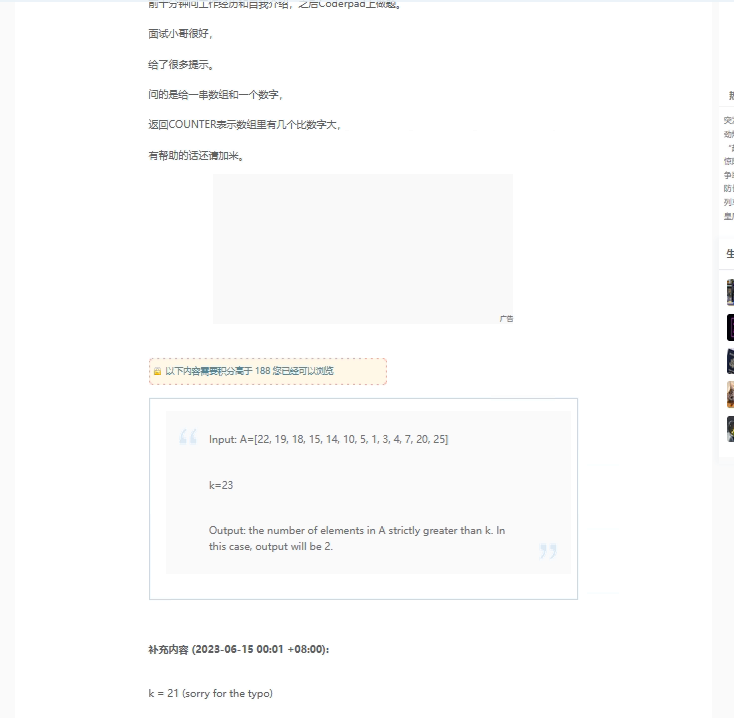 前十分钟问工作经历和自我介绍，之后Coderpad上做题。
面试小哥很好，
给了很多提示。
问的是给一串数组和一个数字，
返回COUNTER表示数组里有几个比数字大，
有帮助的话还请加米。
广告
以下内容需要积分高于 188 您已经可以浏览
Input: A=[22, 19, 18, 15, 14, 10, 5, 1, 3, 4, 7, 20, 25]
k=23
Output: the number of elements in A strictly greater than k. In
this case, output will be 2.
补充内容 (2023-06-15 00:01 +08:00):
k = 21 (sorry for the typo)